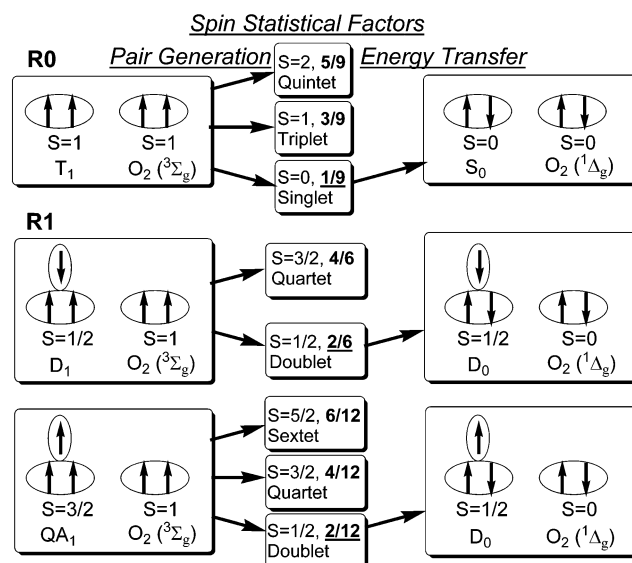 Spin Statistical Factors
Pair Generation Energy Transfer
R0
S=1 S=1
T₁ O₂ (³Σg)
S=2, 5/9
Quintet
S=1, 3/9
Triplet
S=0, 1/9
Singlet
S=0 S=0
S₀ O₂ (¹Δg)
R1
S=1/2 S=1
D₁ O₂ (³Σg)
S=3/2, 4/6
Quartet
S=1/2, 2/6
Doublet
S=1/2 S=0
D₀ O₂ (¹Δg)
S=3/2 S=1
QA₁ O₂ (³Σg)
S=5/2, 6/12
Sextet
S=3/2, 4/12
Quartet
S=1/2, 2/12
Doublet
S=1/2 S=0
D₀ O₂ (¹Δg)